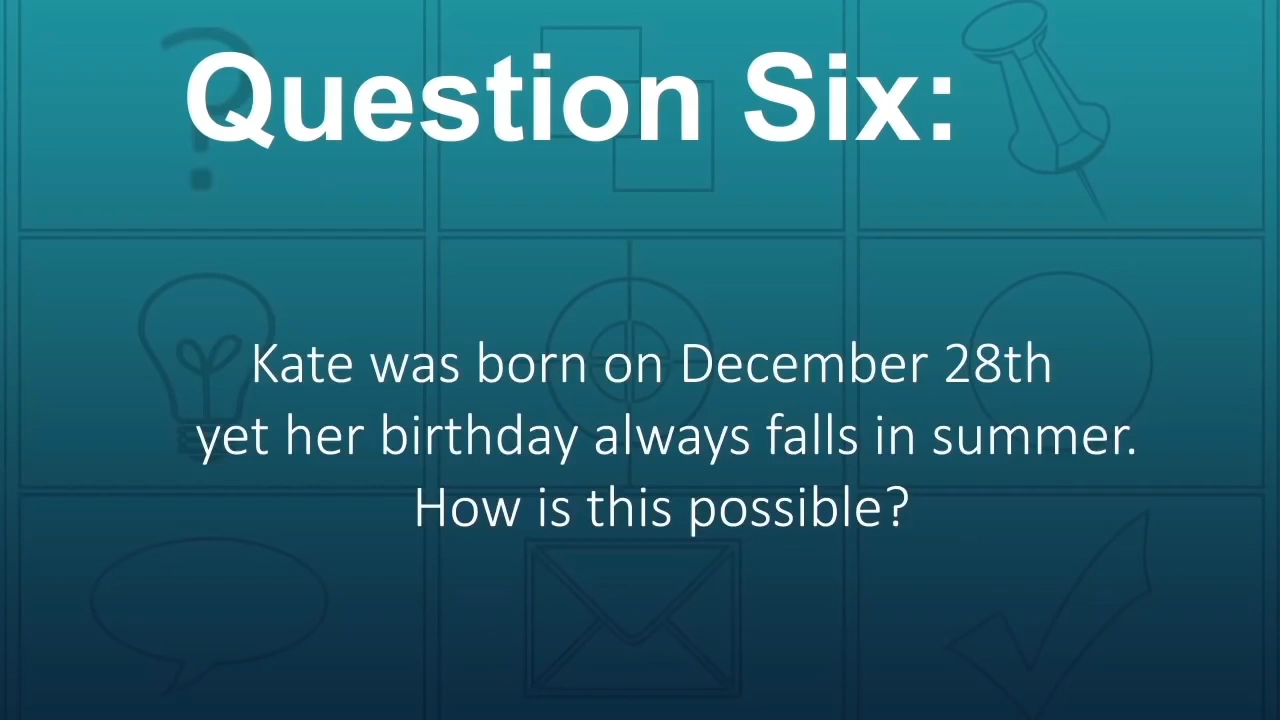 Question Six:
Kate was born on December 28th
yet her birthday always falls in summer.
How is this possible?